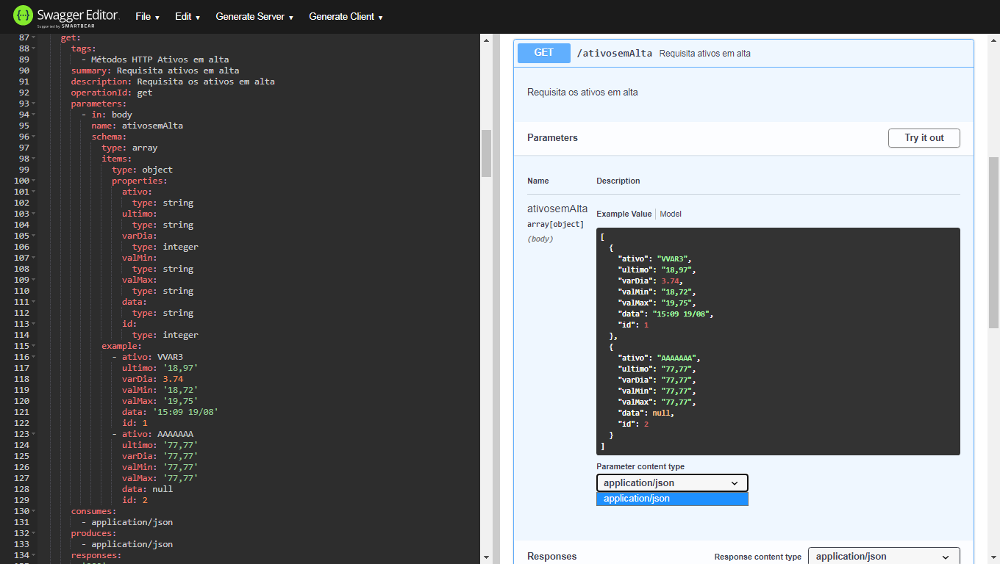 Swagger Editor
Supported by SMARTBEAR
File
Edit
Generate Server
Generate Client
87 get:
88 tags:
89 - Métodos HTTP Ativos em alta
90 summary: Requisita ativos em alta
91 description: Requisita os ativos em alta
92 operationId: get
93 parameters:
94 - in: body
95 name: ativosemAlta
96 schema:
97 type: array
98 items:
99 type: object
100 properties:
101 ativo:
102 type: string
103 ultimo:
104 type: string
105 varDia:
106 type: integer
107 valMin:
108 type: string
109 valMax:
110 type: string
111 data:
112 type: string
113 id:
114 type: integer
115 example:
116 - ativo: VVAR3
117 ultimo: '18,97'
118 varDia: 3.74
119 valMin: '18,72'
120 valMax: '19,75'
121 data: '15:09 19/08'
122 id: 1
123 - ativo: AAAAAAA
124 ultimo: '77,77'
125 varDia: '77,77'
126 valMin: '77,77'
127 valMax: '77,77'
128 data: null
129 id: 2
130 consumes:
131 - application/json
132 produces:
133 - application/json
134 responses:
GET /ativosemAlta Requisita ativos em alta
Requisita os ativos em alta
Parameters
Try it out
Name Description
ativosemAlta
array[object]
(body)
Example Value Model
[
{
"ativo": "VVAR3",
"ultimo": "18,97",
"varDia": 3.74,
"valMin": "18,72",
"valMax": "19,75",
"data": "15:09 19/08",
"id": 1
},
{
"ativo": "AAAAAAA",
"ultimo": "77,77",
"varDia": "77,77",
"valMin": "77,77",
"valMax": "77,77",
"data": null,
"id": 2
}
]
Parameter content type
application/json
application/json
Responses
Response content type
application/json